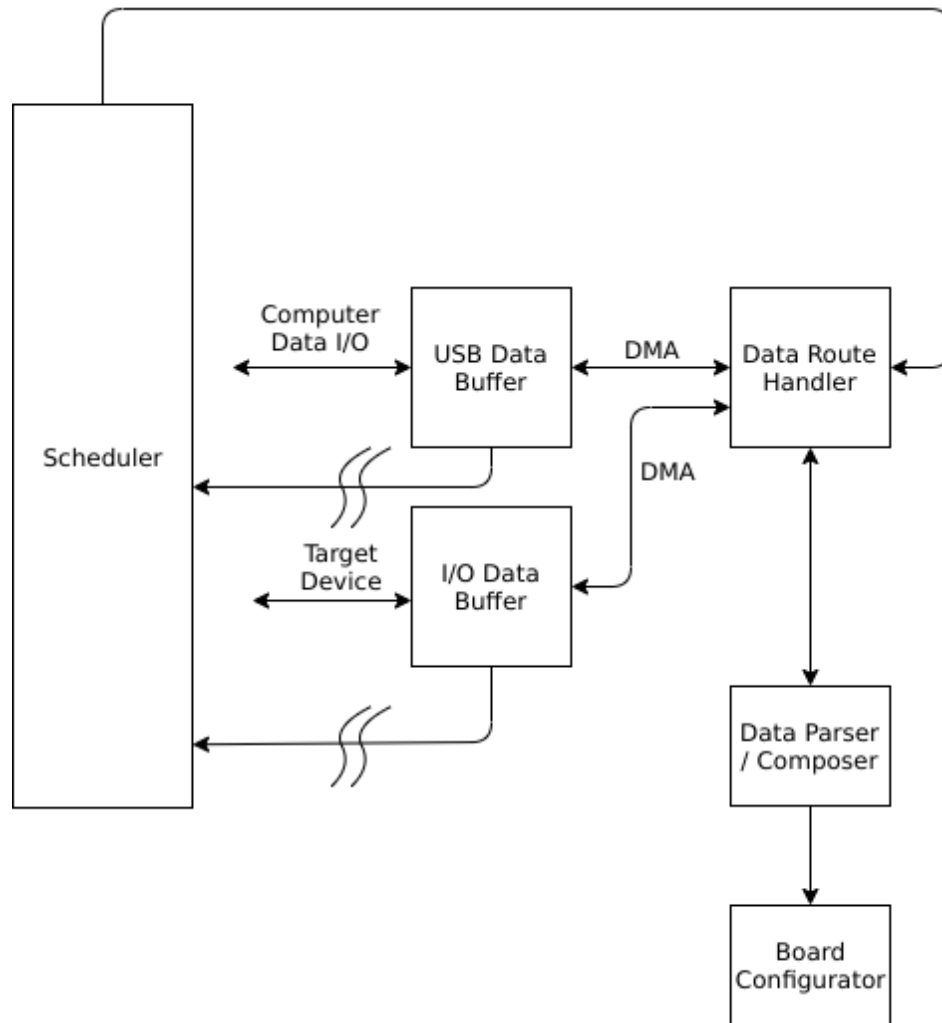 Computer
Data I/O
USB Data
Buffer
DMA
Data Route
Handler
Scheduler
DMA
Target
Device
I/O Data
Buffer
Data Parser
/ Composer
Board
Configurator